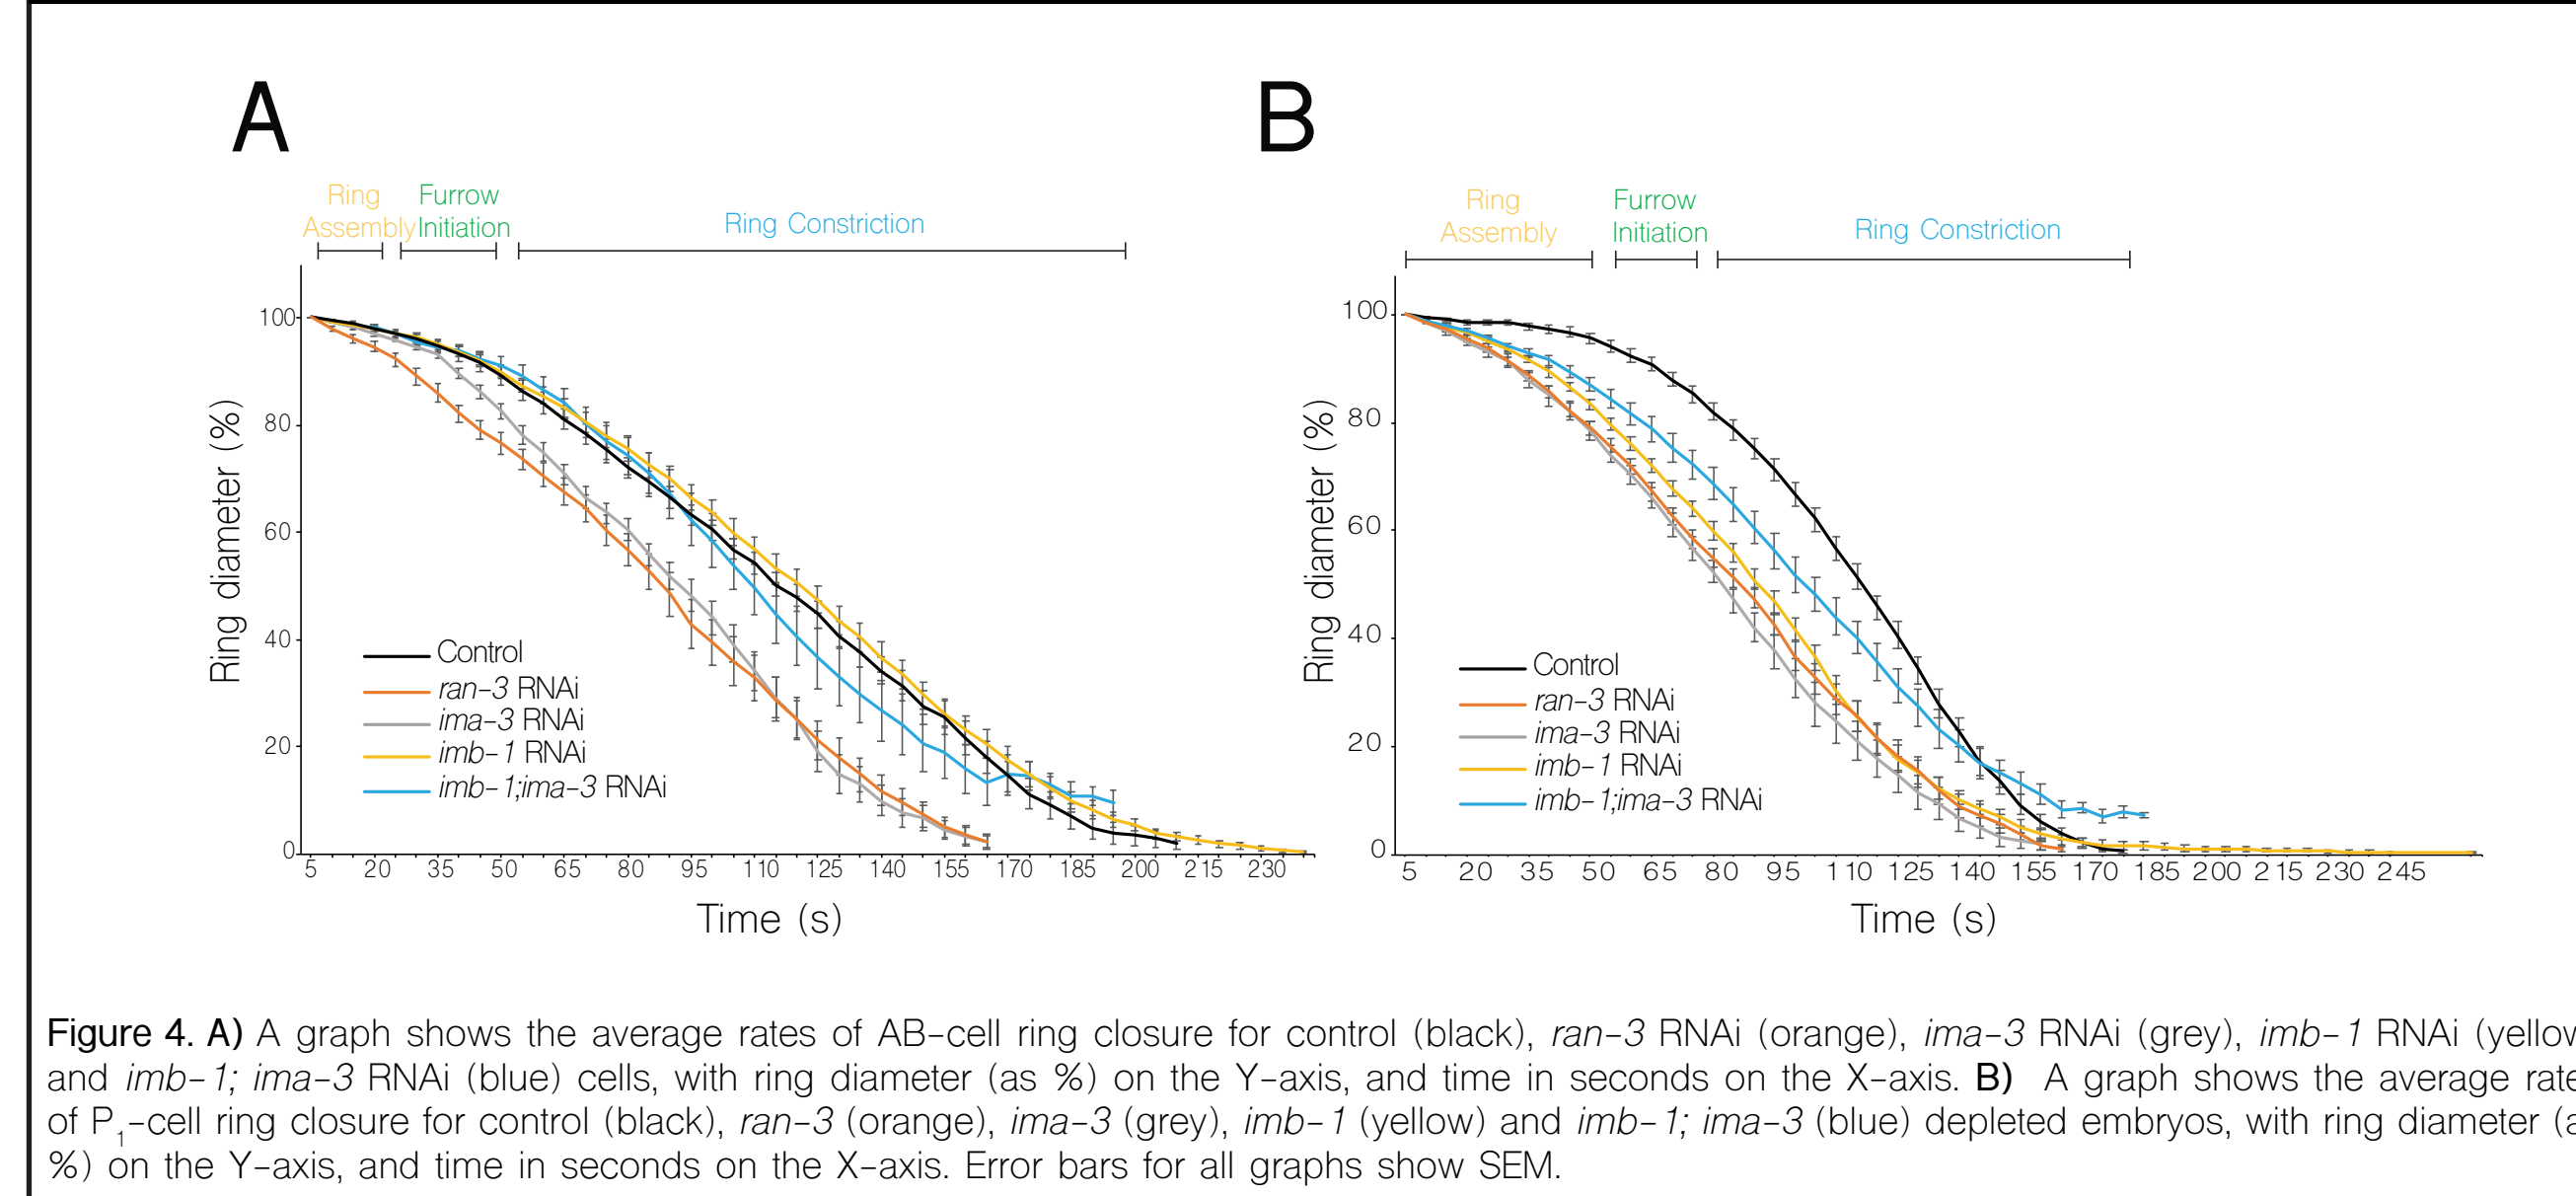 A
B
Ring
Assembly
Furrow
Initiation
Ring Constriction
Ring
Assembly
Furrow
Initiation
Ring Constriction
Ring diameter (%)
100
80
60
40
20
0
Control
ran-3 RNAi
ima-3 RNAi
imb-1 RNAi
imb-1;ima-3 RNAi
5 20 35 50 65 80 95 110 125 140 155 170 185 200 215 230
Time (s)
Ring diameter (%)
100
80
60
40
20
0
Control
ran-3 RNAi
ima-3 RNAi
imb-1 RNAi
imb-1;ima-3 RNAi
5 20 35 50 65 80 95 110 125 140 155 170 185 200 215 230 245
Time (s)
Figure 4. A) A graph shows the average rates of AB-cell ring closure for control (black), ran-3 RNAi (orange), ima-3 RNAi (grey), imb-1 RNAi (yellow
and imb-1; ima-3 RNAi (blue) cells, with ring diameter (as %) on the Y-axis, and time in seconds on the X-axis. B) A graph shows the average rate
of P1-cell ring closure for control (black), ran-3 (orange), ima-3 (grey), imb-1 (yellow) and imb-1; ima-3 (blue) depleted embryos, with ring diameter (a
%) on the Y-axis, and time in seconds on the X-axis. Error bars for all graphs show SEM.